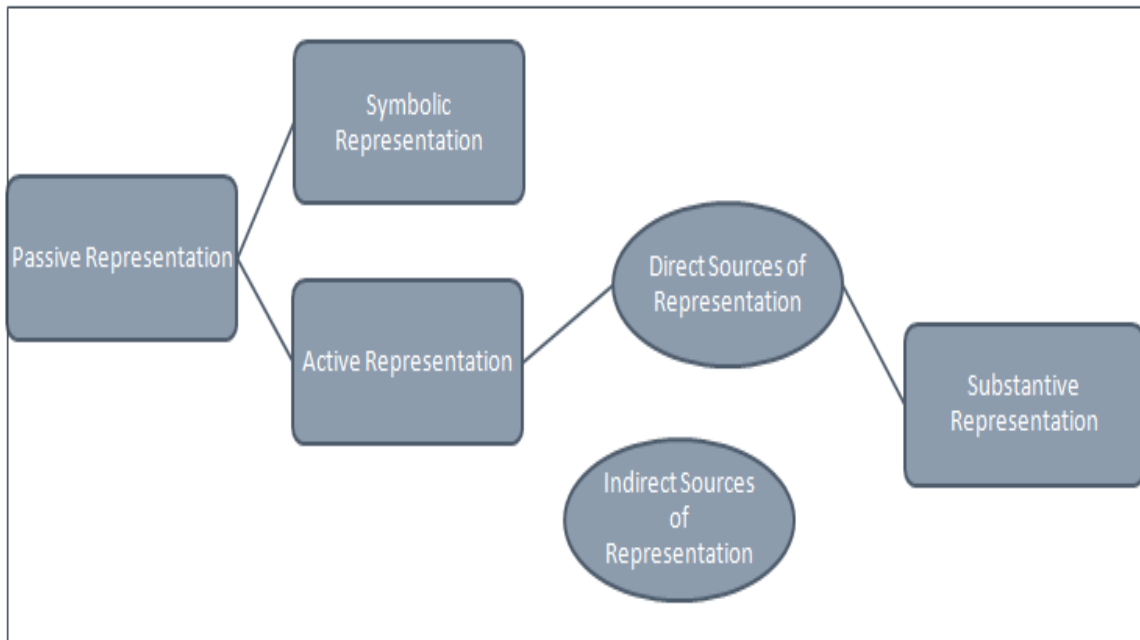 Symbolic
Representation
Passive Representation
Active Representation
Direct Sources of
Representation
Substantive
Representation
Indirect Sources
of
Representation